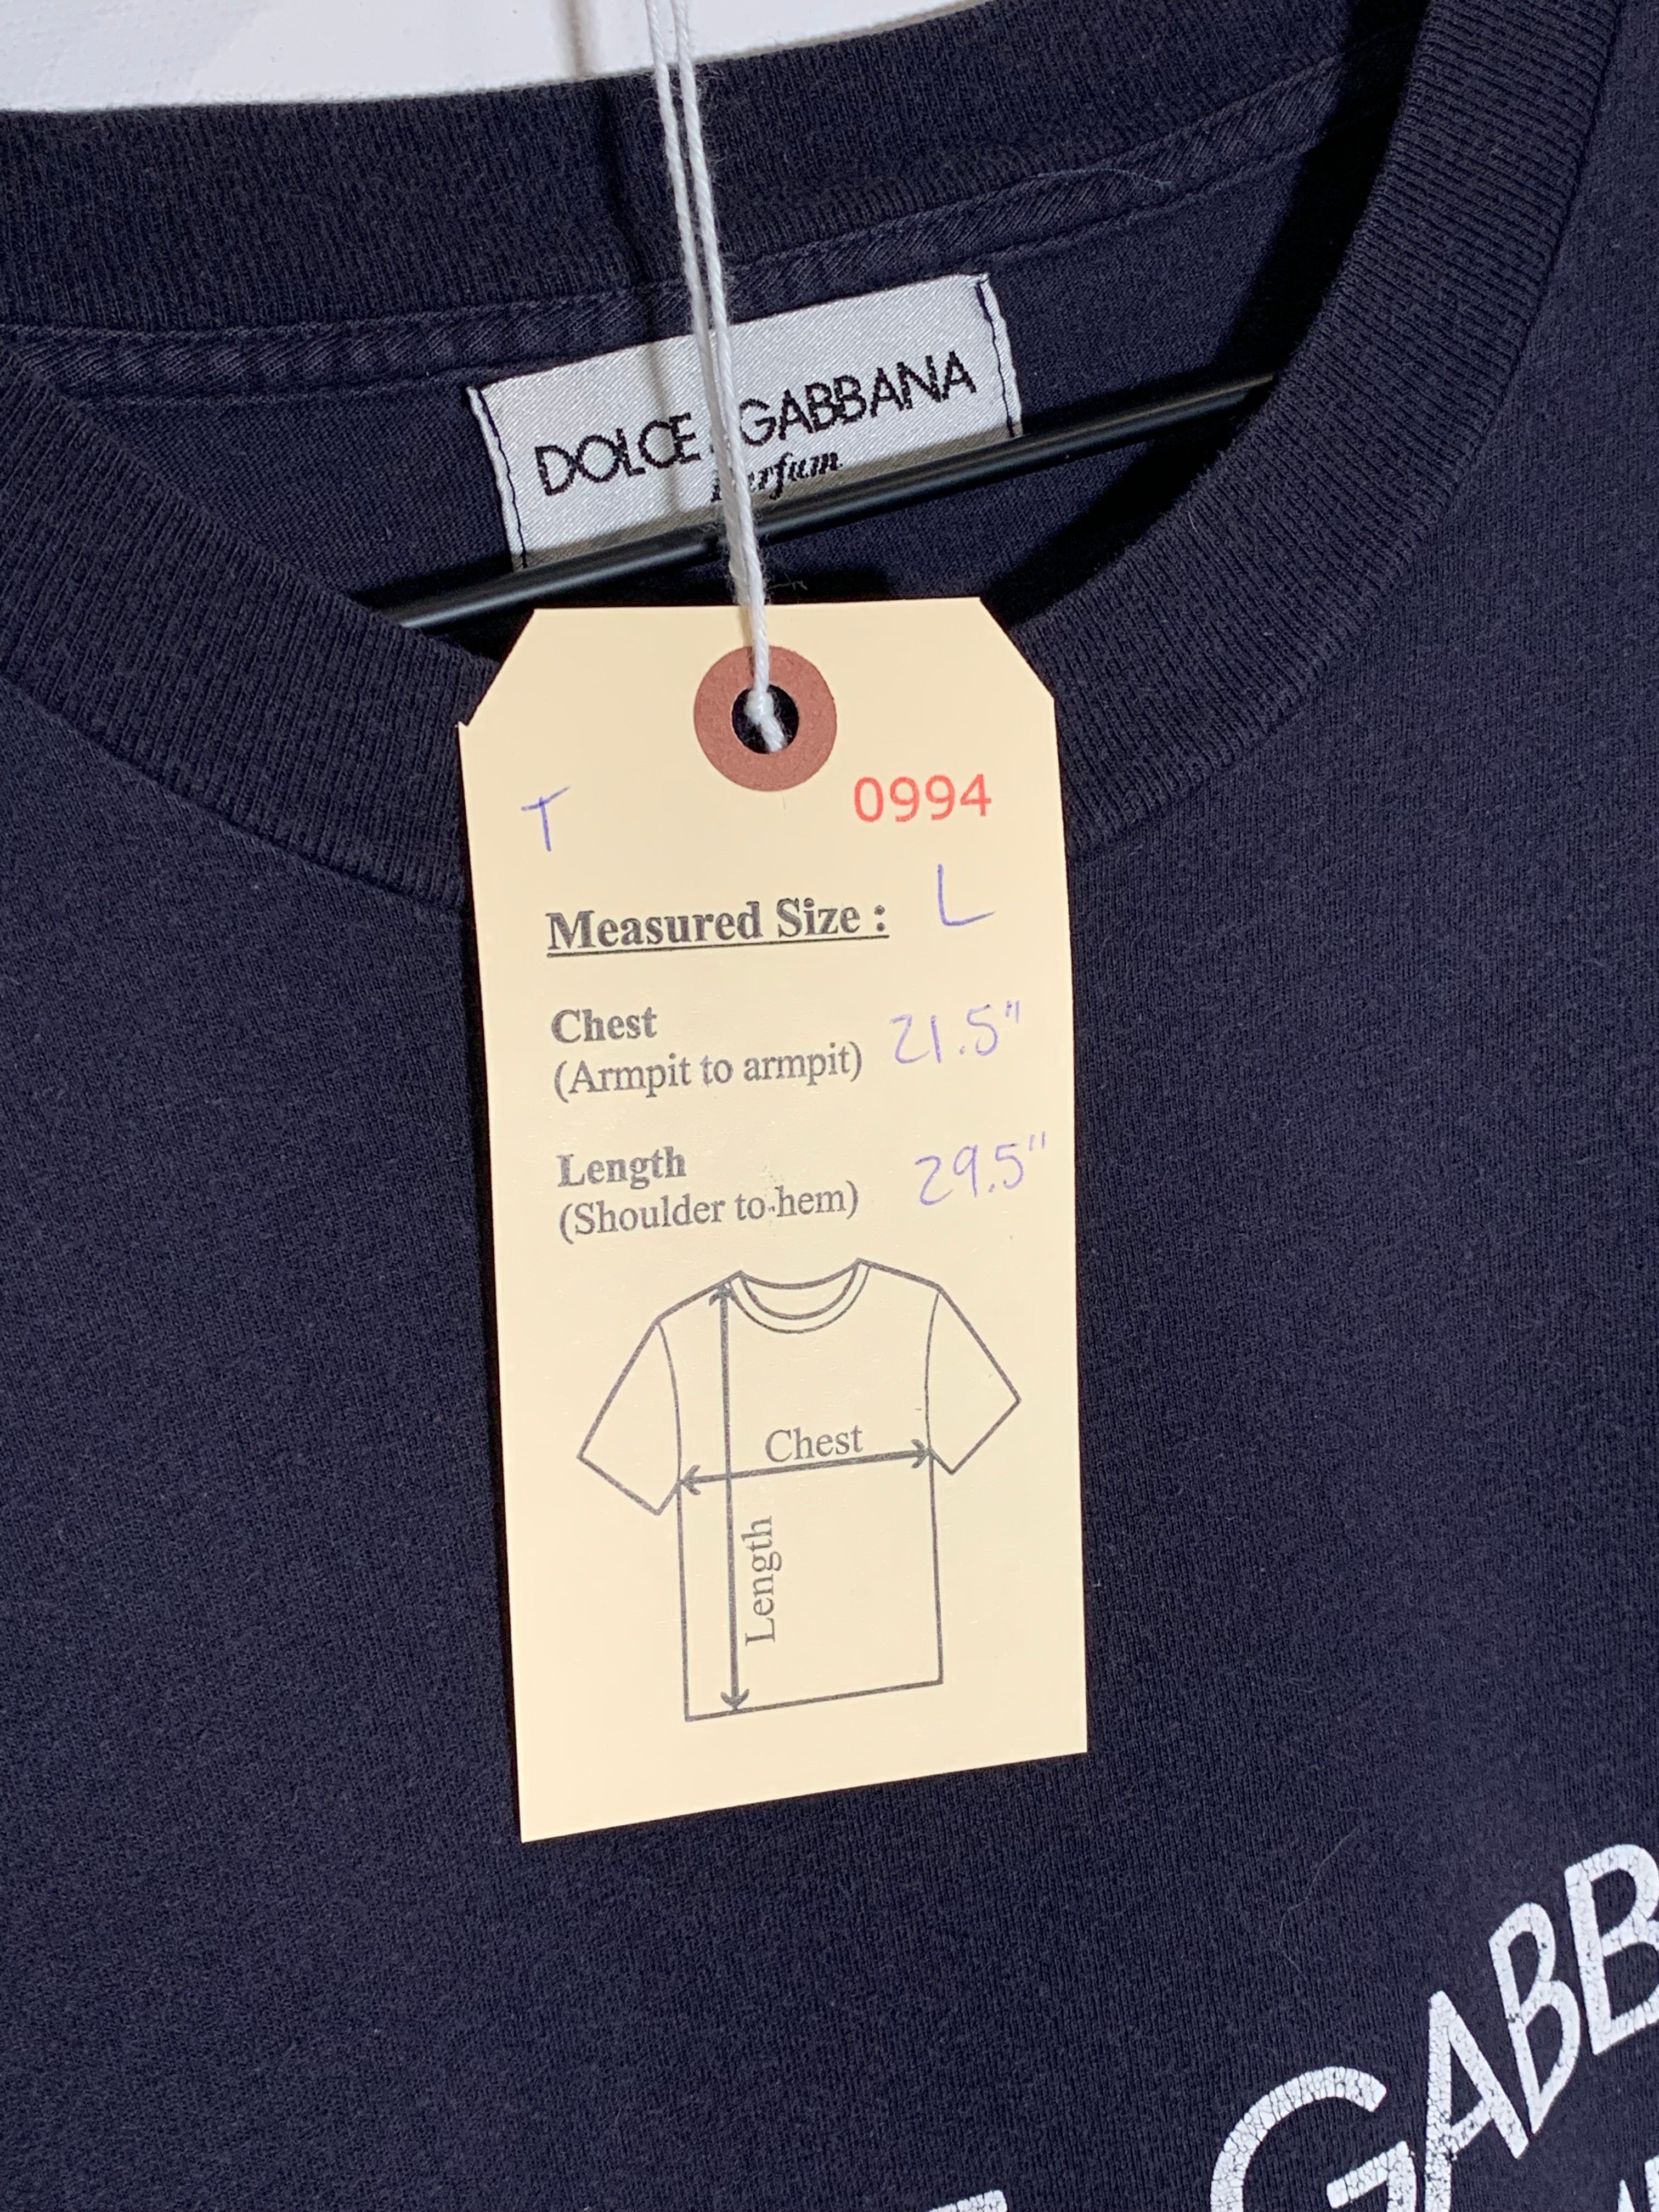 DOLCE GABBANA
Parfum
T
0994
Measured Size : L
Chest
(Armpit to armpit) 21.5"
Length
(Shoulder to hem) 29.5"
Chest
Length
GABB